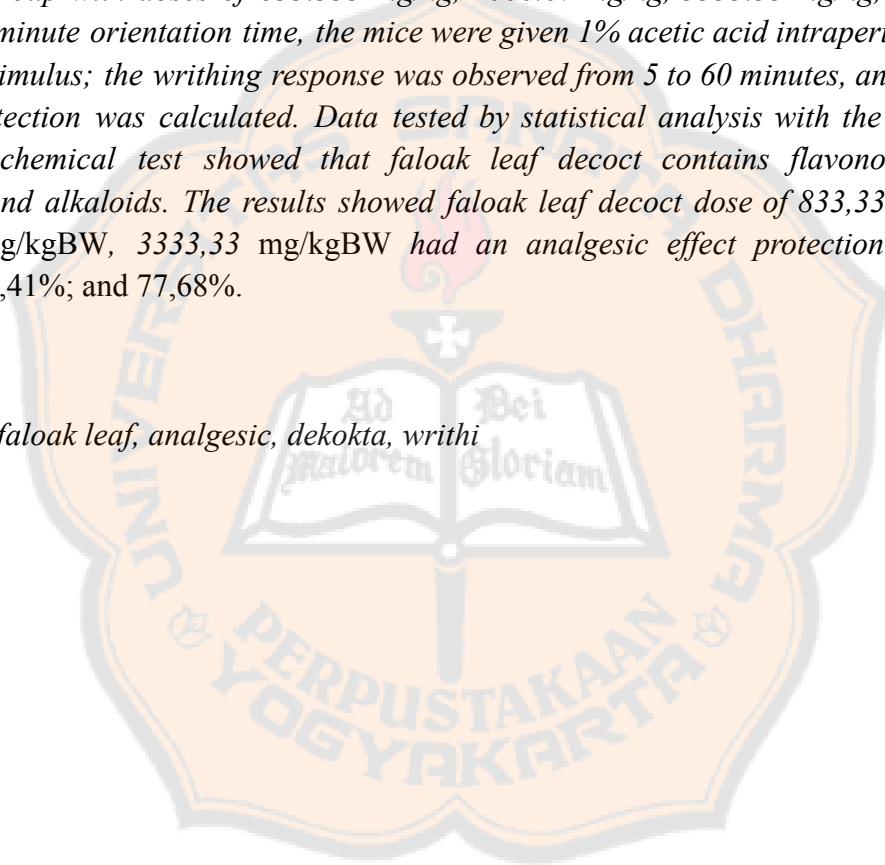 minute orientation time, the mice were given 1% acetic acid intraperi
timulus; the writhing response was observed from 5 to 60 minutes, an
tection was calculated. Data tested by statistical analysis with the
chemical test showed that faloak leaf decoct contains flavono
nd alkaloids. The results showed faloak leaf decoct dose of 833,33
g/kgBW, 3333,33 mg/kgBW had an analgesic effect protection
,41%; and 77,68%.
faloak leaf, analgesic, dekokta, writhi
UNIVERSITAS SANATA DHARMA
Ad Dei
Maiorem Gloriam
PERPUSTAKAAN
YOGYAKARTA